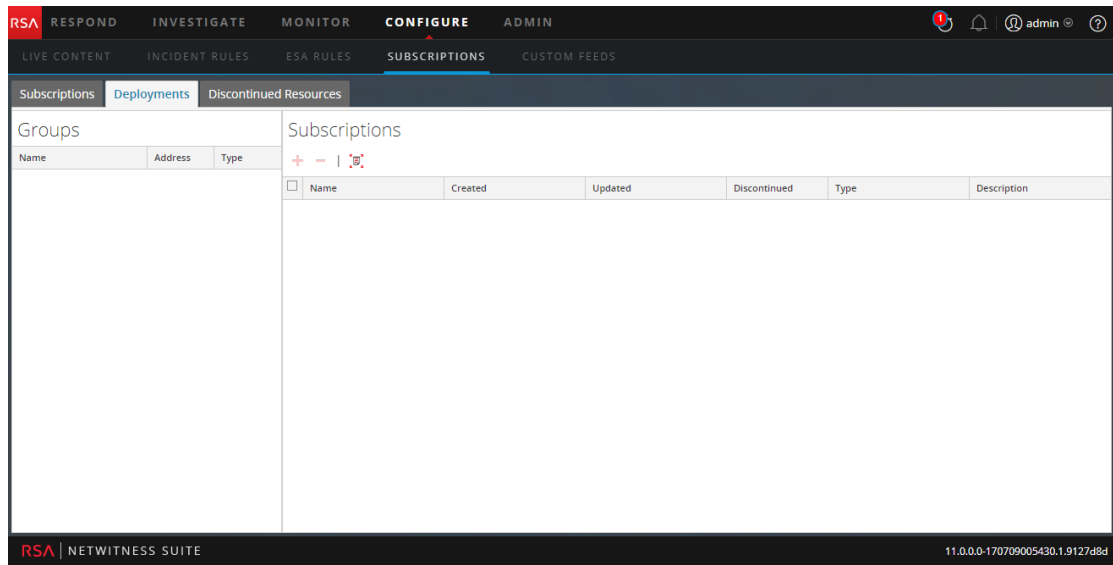 RSA RESPOND INVESTIGATE MONITOR CONFIGURE ADMIN 1 admin ?
LIVE CONTENT INCIDENT RULES ESA RULES SUBSCRIPTIONS CUSTOM FEEDS
Subscriptions Deployments Discontinued Resources
Groups
Name Address Type
Subscriptions
Name Created Updated Discontinued Type Description
RSA NETWITNESS SUITE 11.0.0.0-170709005430.1.9127d8d